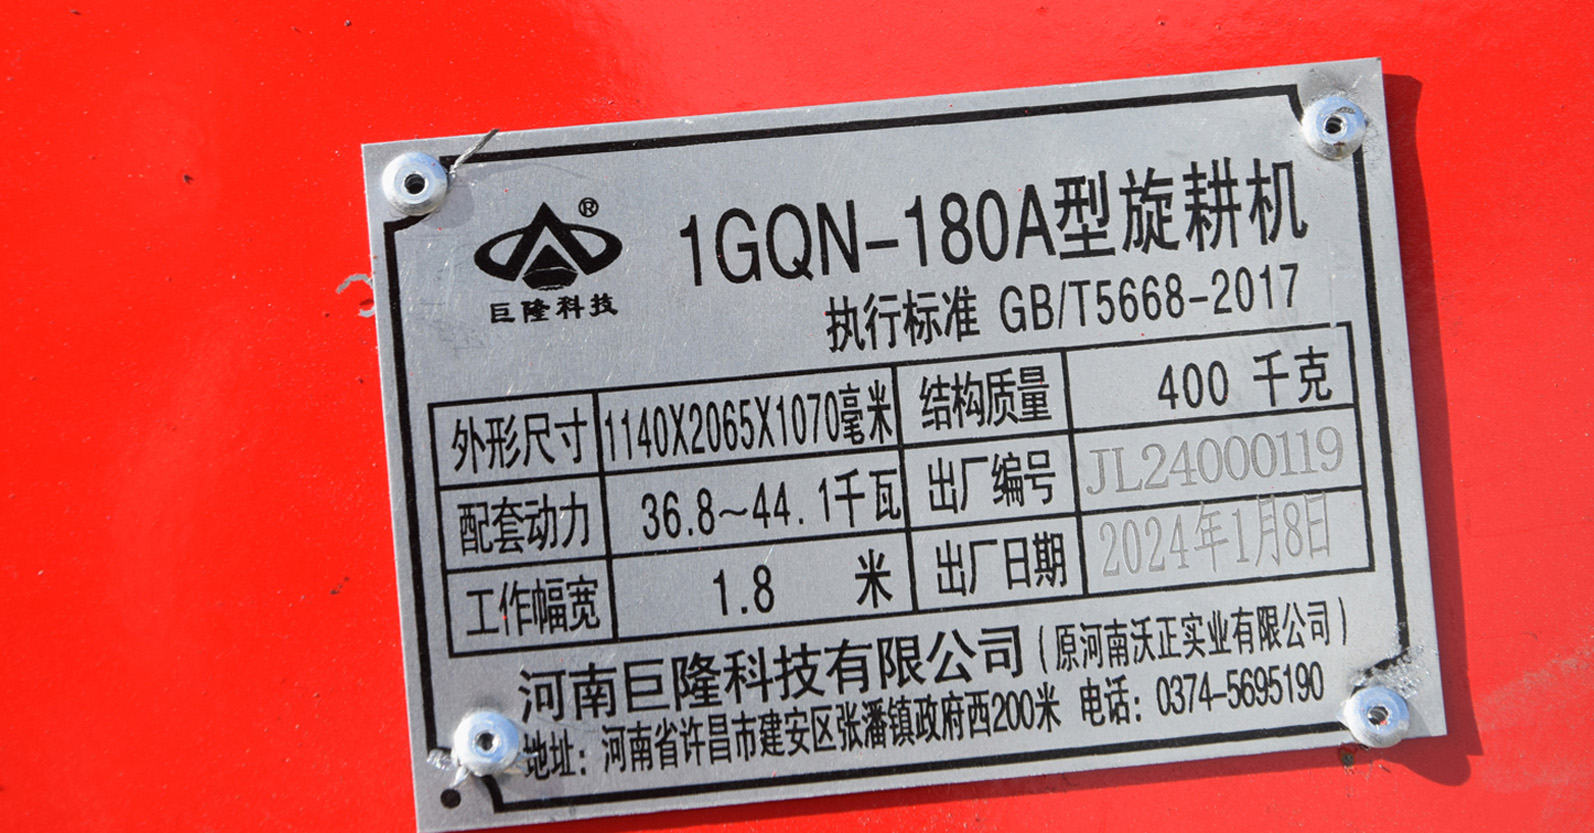 ®
巨隆科技
1GQN-180A型旋耕机
执行标准 GB/T5668-2017
外形尺寸 1140X2065X1070毫米 结构质量 400 千克
配套动力 36.8~44.1千瓦 出厂编号 JL24000119
工作幅宽 1.8 米 出厂日期 2024年1月8日
河南巨隆科技有限公司(原河南沃正实业有限公司)
地址: 河南省许昌市建安区张潘镇政府西200米 电话: 0374-5695190